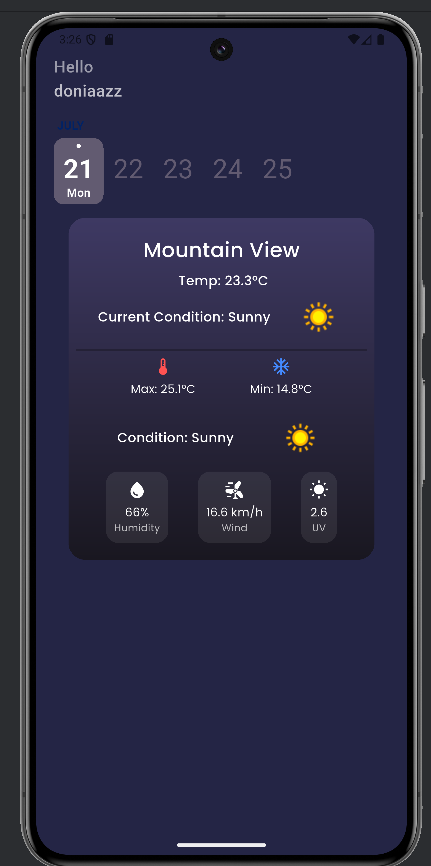 3:26
Hello
doniaazz
JULY
21 22 23 24 25
Mon
Mountain View
Temp: 23.3°C
Current Condition: Sunny
Max: 25.1°C Min: 14.8°C
Condition: Sunny
66% 16.6 km/h 2.6
Humidity Wind UV